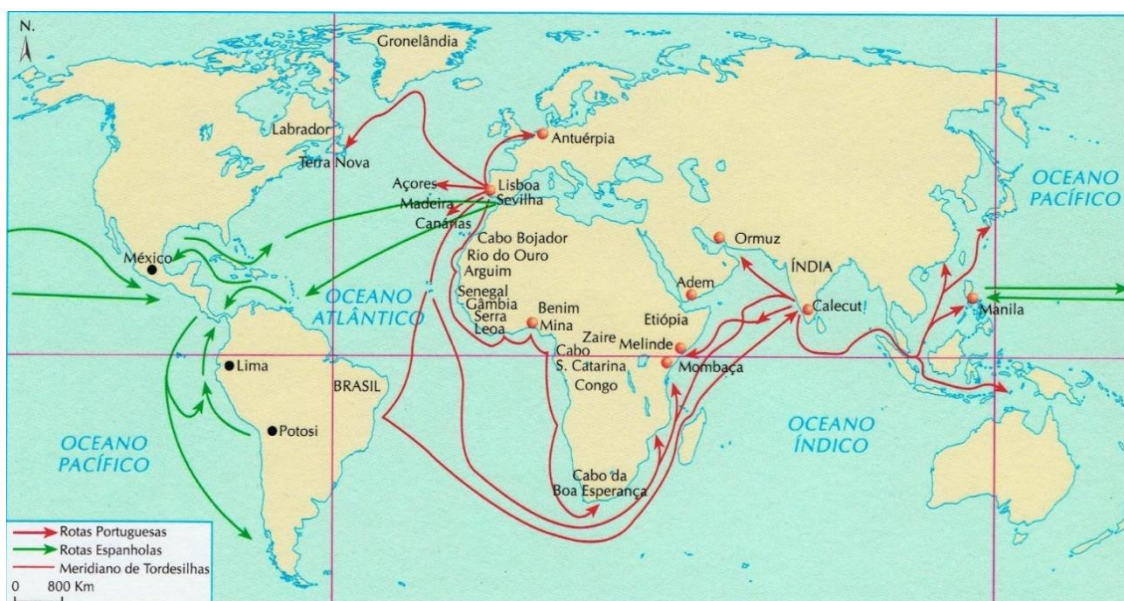 N.
Gronelândia
Labrador
Terra Nova
Antuérpia
Açores
Lisboa
Madeira
Sevilha
Canárias
OCEANO
PACÍFICO
Cabo Bojador
Rio do Ouro
Arguim
Ormuz
México
Adem
ÍNDIA
OCEANO
ATLÂNTICO
Senegal
Gâmbia
Serra
Leoa
Benim
Mina
Etiópia
Calecut
Manila
Zaire
Melinde
Cabo
S. Catarina
Mombaça
Congo
Lima
BRASIL
Potosi
OCEANO
PACÍFICO
OCEANO
ÍNDICO
Cabo da
Boa Esperança
Rotas Portuguesas
Rotas Espanholas
Meridiano de Tordesilhas
0 800 Km